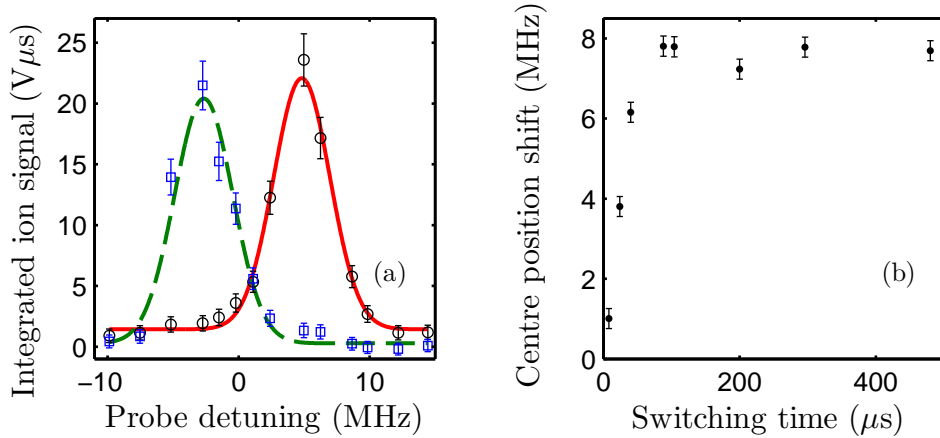 25
20
15
10
5
0
−10
0
10
Integrated ion signal (Vμs)
Probe detuning (MHz)
(a)
8
6
4
2
0
0
200
400
Centre position shift (MHz)
Switching time (μs)
(b)